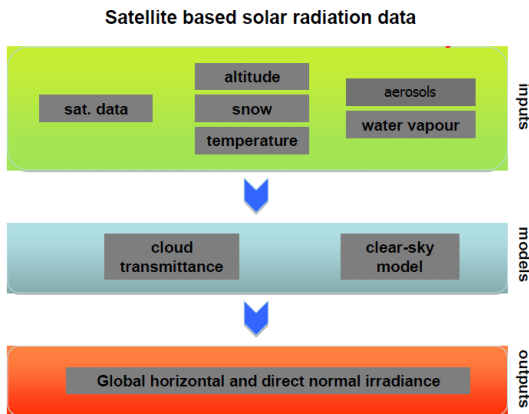 Satellite based solar radiation data
sat. data
altitude
snow
temperature
aerosols
water vapour
inputs
cloud
transmittance
clear-sky
model
models
Global horizontal and direct normal irradiance
outputs